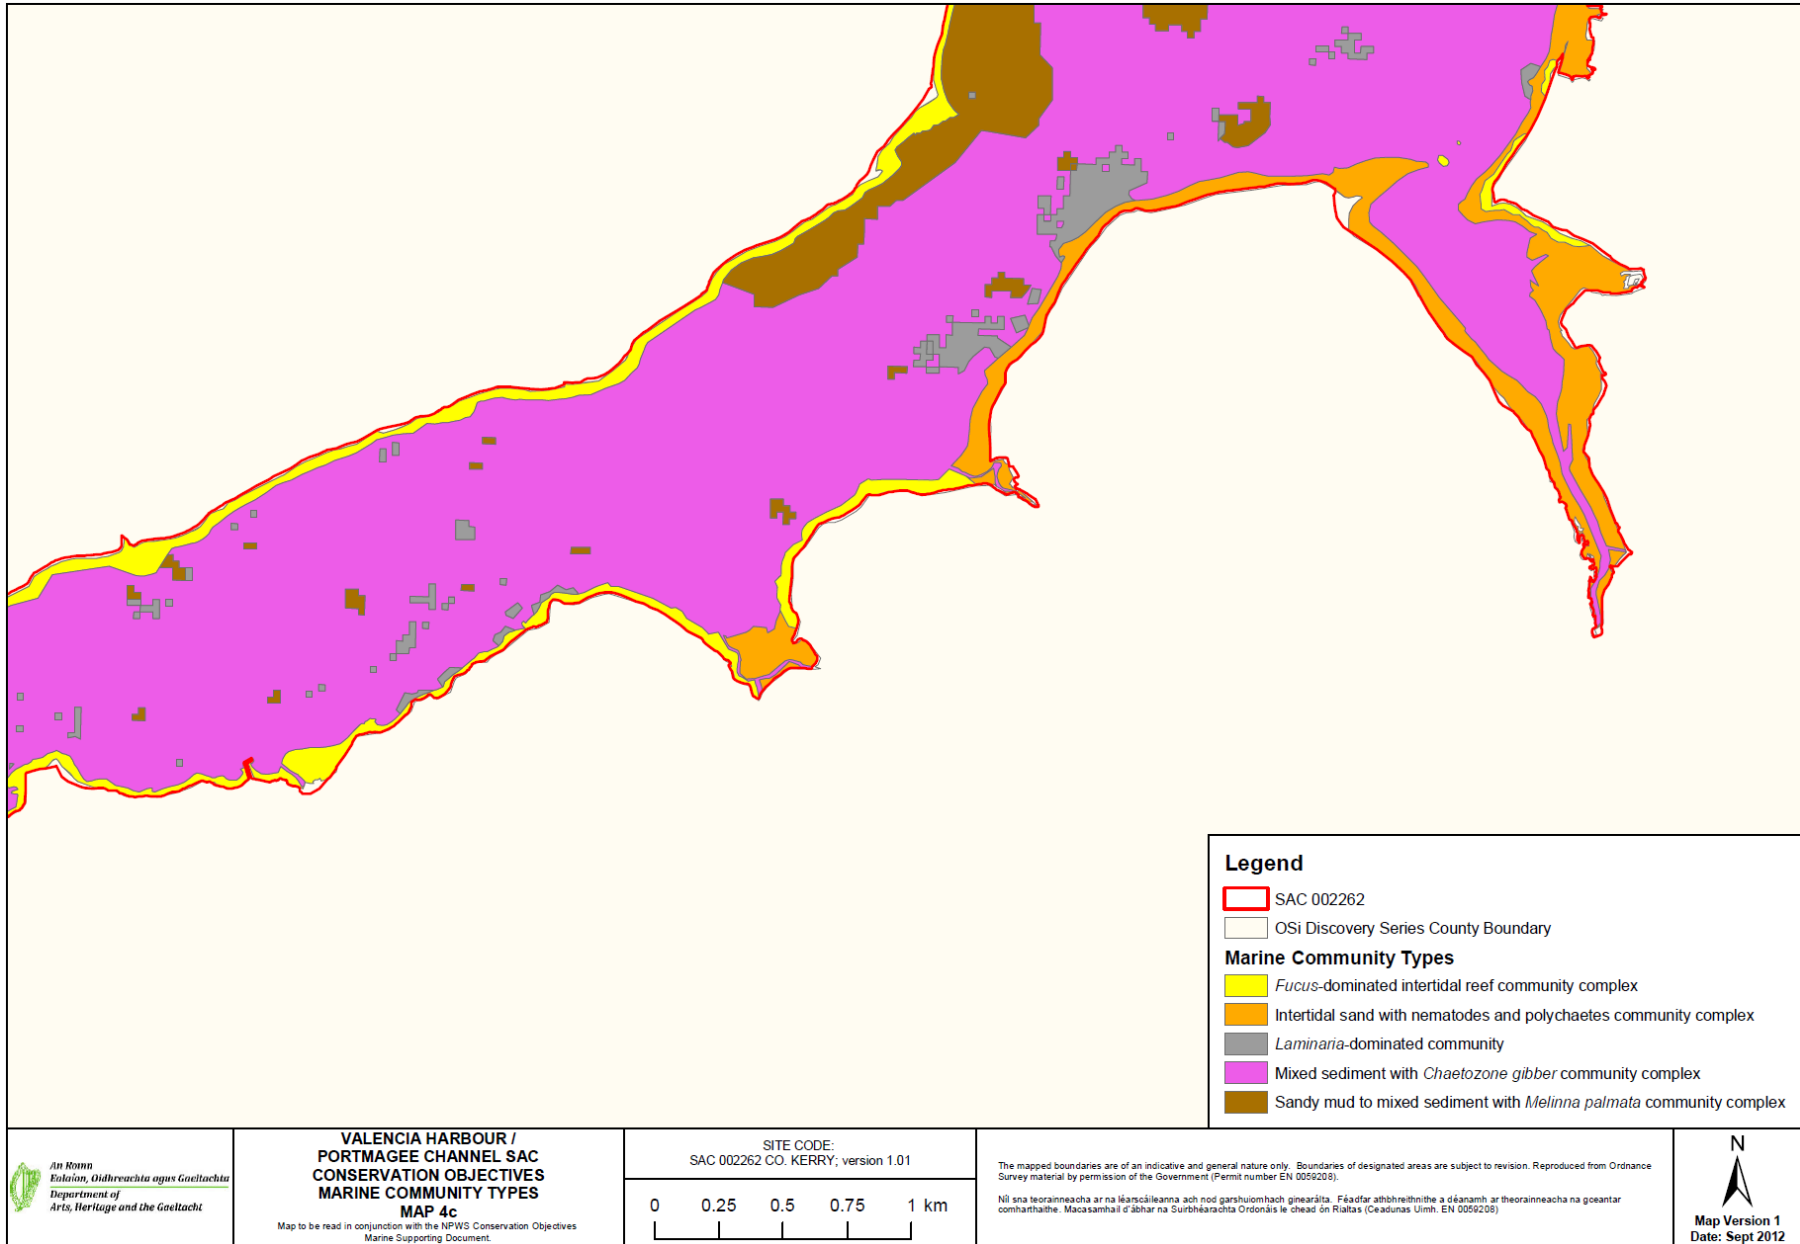 Legend
SAC 002262
OSi Discovery Series County Boundary
Marine Community Types
Fucus-dominated intertidal reef community complex
Intertidal sand with nematodes and polychaetes community complex
Laminaria-dominated community
Mixed sediment with Chaetozone gibber community complex
Sandy mud to mixed sediment with Melinna palmata community complex
An Roinn
Ealaíon, Oidhreachta agus Gaeltachta
Department of
Arts, Heritage and the Gaeltacht
VALENCIA HARBOUR /
PORTMAGEE CHANNEL SAC
CONSERVATION OBJECTIVES
MARINE COMMUNITY TYPES
MAP 4c
Map to be read in conjunction with the NPWS Conservation Objectives
Marine Supporting Document.
SITE CODE:
SAC 002262 CO. KERRY; version 1.01
0 0.25 0.5 0.75 1 km
The mapped boundaries are of an indicative and general nature only. Boundaries of designated areas are subject to revision. Reproduced from Ordnance
Survey material by permission of the Government (Permit number EN 0059208).
Níl sna teorainneacha ar na léarscáileanna ach nod garshuiomhach ginearálta. Féadfar athbhreithnithe a déanamh ar theorainneacha na gceantar
comharthaithe. Macasamhail d'ábhar na Suirbhéarachta Ordonáis le chead ón Rialtas (Ceadunas Uimh. EN 0059208)
N
Map Version 1
Date: Sept 2012